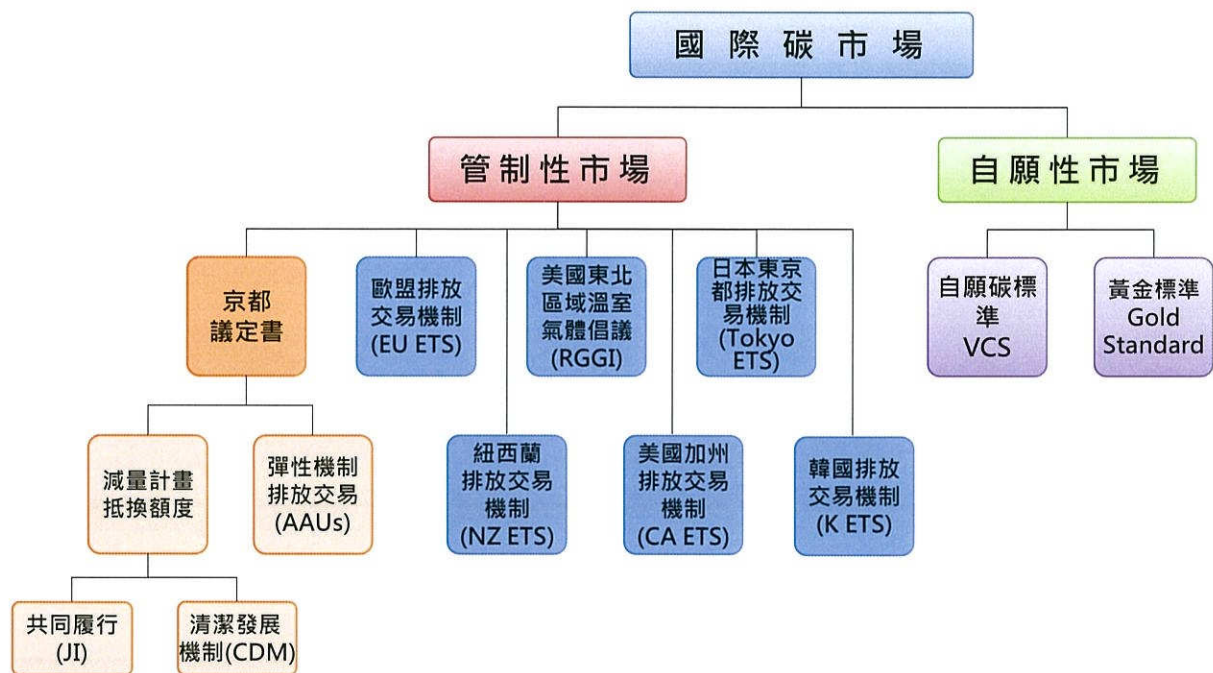 國際碳市場
管制性市場
自願性市場
京都
議定書
歐盟排放
交易機制
(EU ETS)
美國東北
區域溫室
氣體倡議
(RGGI)
日本東京
都排放交
易機制
(Tokyo
ETS)
自願碳標
準
VCS
黃金標準
Gold
Standard
減量計畫
抵換額度
彈性機制
排放交易
(AAUs)
紐西蘭
排放交易
機制
(NZ ETS)
美國加州
排放交易
機制
(CA ETS)
韓國排放
交易機制
(K ETS)
共同履行
(JI)
清潔發展
機制(CDM)